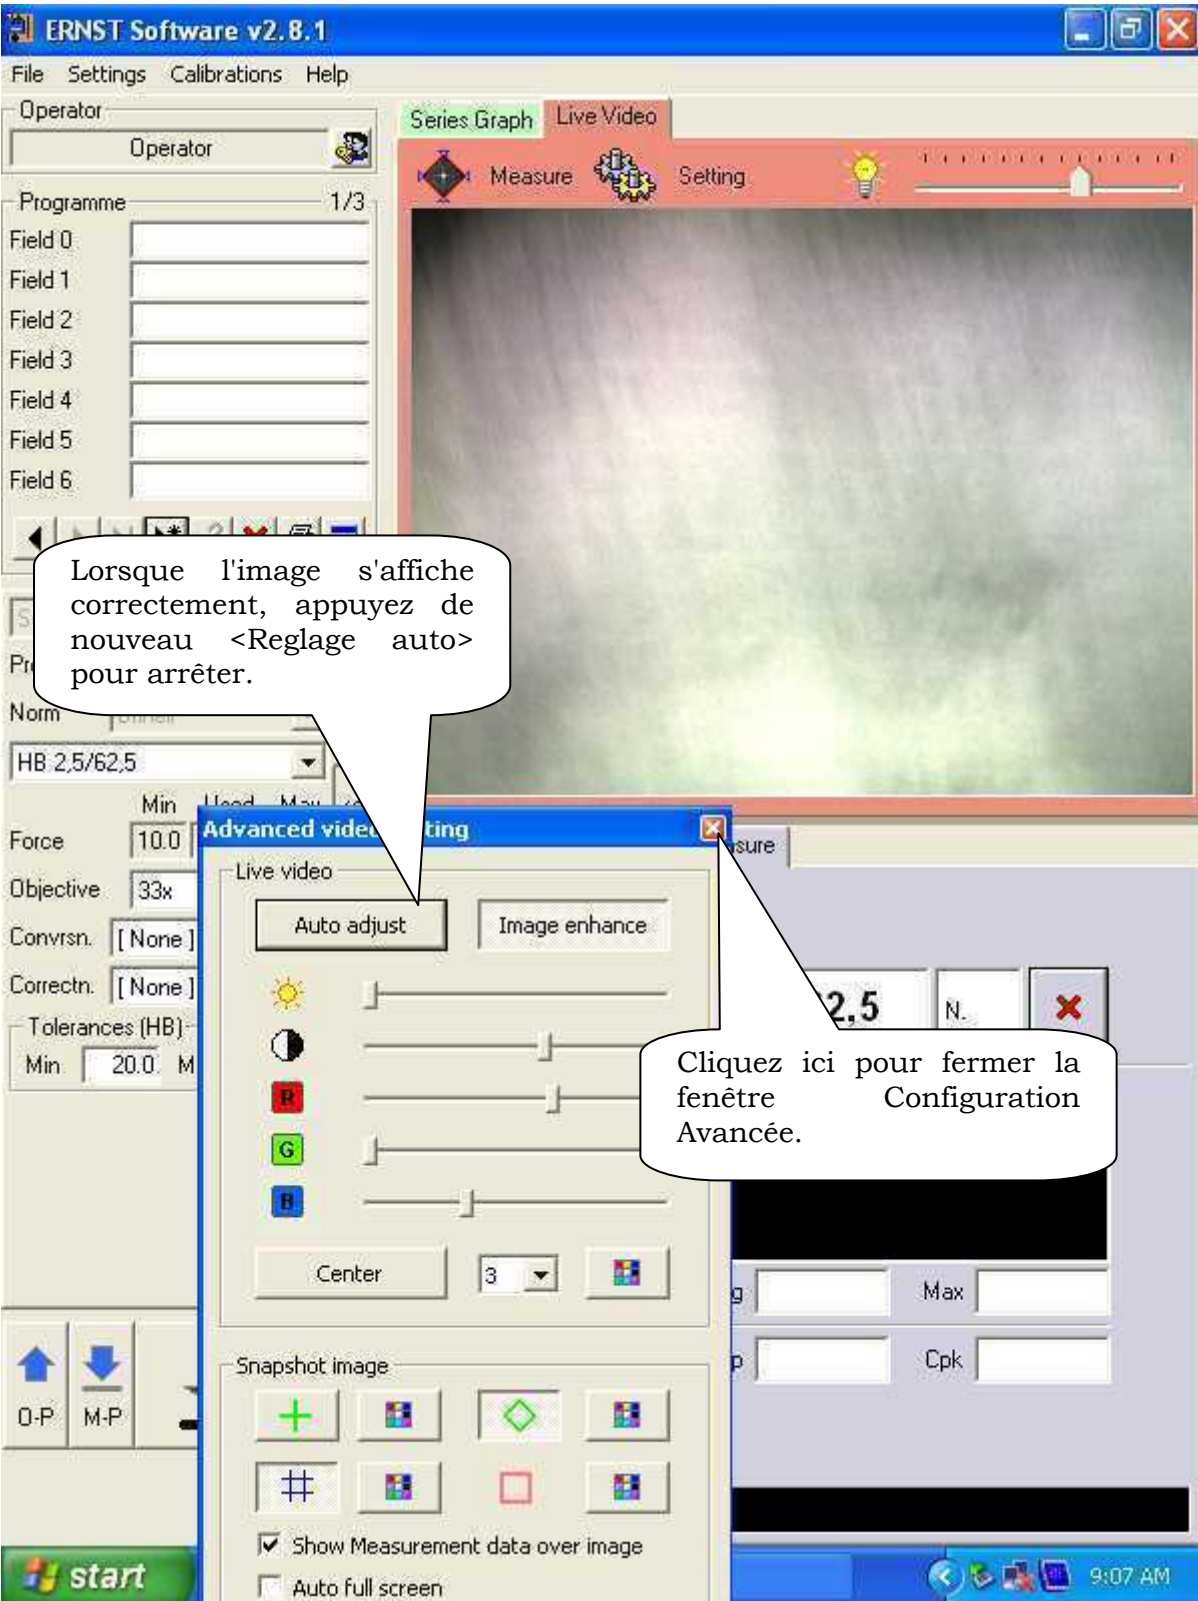 ERNST Software v2.8.1
File Settings Calibrations Help
Operator
Operator
Programme 1/3
Field 0
Field 1
Field 2
Field 3
Field 4
Field 5
Field 6
Series Graph Live Video
Measure Setting
Lorsque l'image s'affiche
correctement, appuyez de
nouveau <Reglage auto>
pour arrêter.
Norm
HB 2,5/62,5
Min Used Max
Force 10.0
Objective 33x
Convrsn. [ None ]
Correctn. [ None ]
Tolerances (HB)
Min 20.0 M
O-P M-P
Advanced video
Live video
Auto adjust Image enhance
R
G
B
Center 3
Snapshot image
Show Measurement data over image
Auto full screen
2,5 N.
Cliquez ici pour fermer la
fenêtre Configuration
Avancée.
Max
Cpk
start 9:07 AM